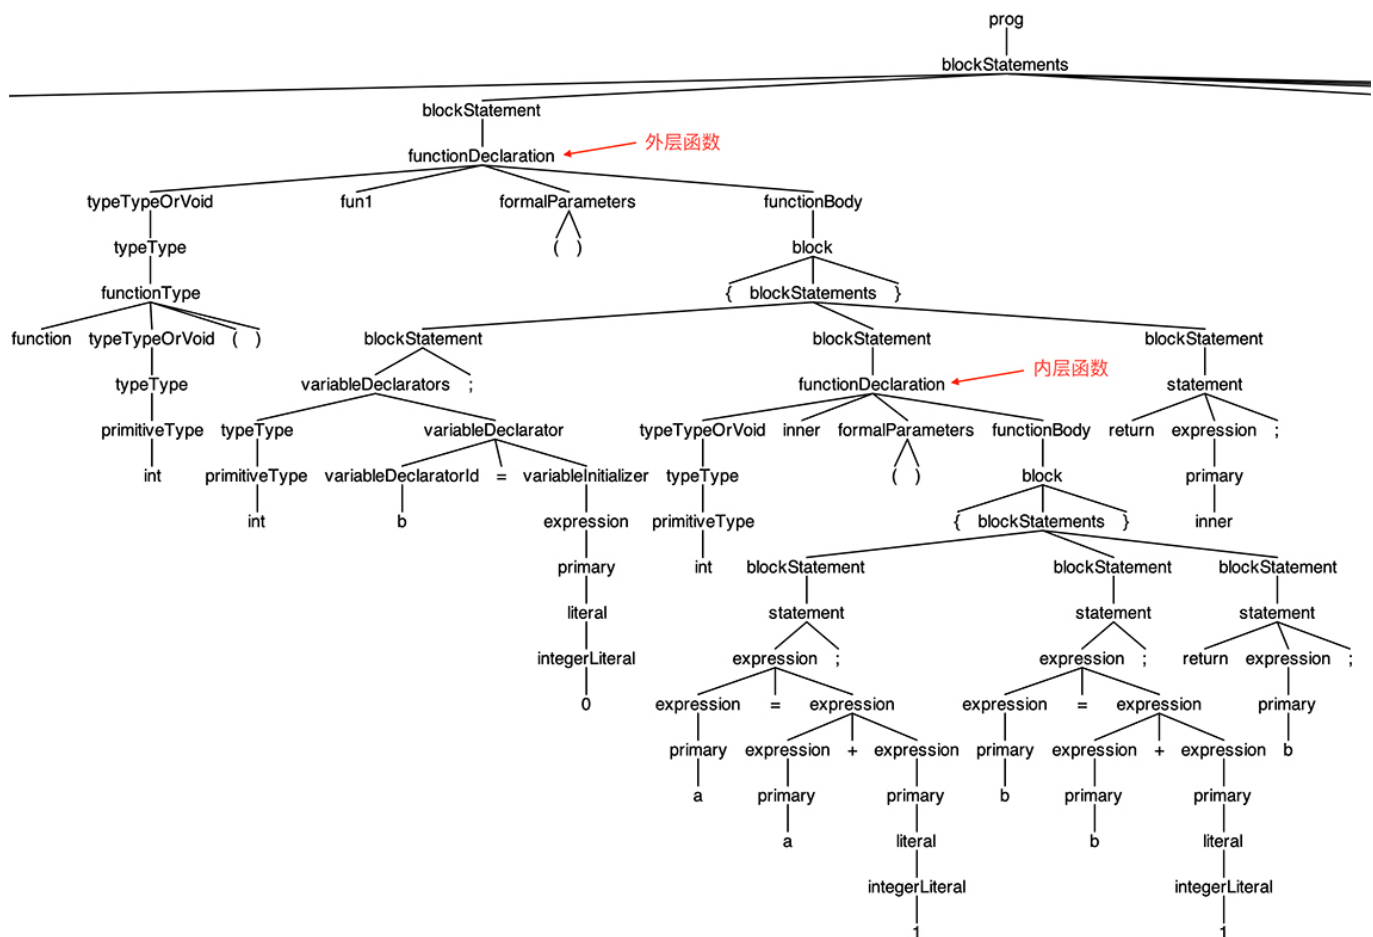 prog
blockStatements
blockStatement
functionDeclaration 外层函数
typeTypeOrVoid fun1 formalParameters functionBody
typeType ( ) block
functionType { blockStatements }
function typeTypeOrVoid ( ) blockStatement blockStatement blockStatement
typeType variableDeclarators ; functionDeclaration 内层函数 statement
primitiveType typeType variableDeclarator typeTypeOrVoid inner formalParameters functionBody return expression ;
int primitiveType variableDeclaratorId = variableInitializer typeType ( ) block primary
int b expression primitiveType { blockStatements } inner
primary int blockStatement blockStatement blockStatement
literal statement statement statement
integerLiteral expression ; expression ; return expression ;
0 expression = expression expression = expression primary
primary expression + expression primary expression + expression b
a primary primary b primary primary
a literal b literal
integerLiteral integerLiteral
1 1